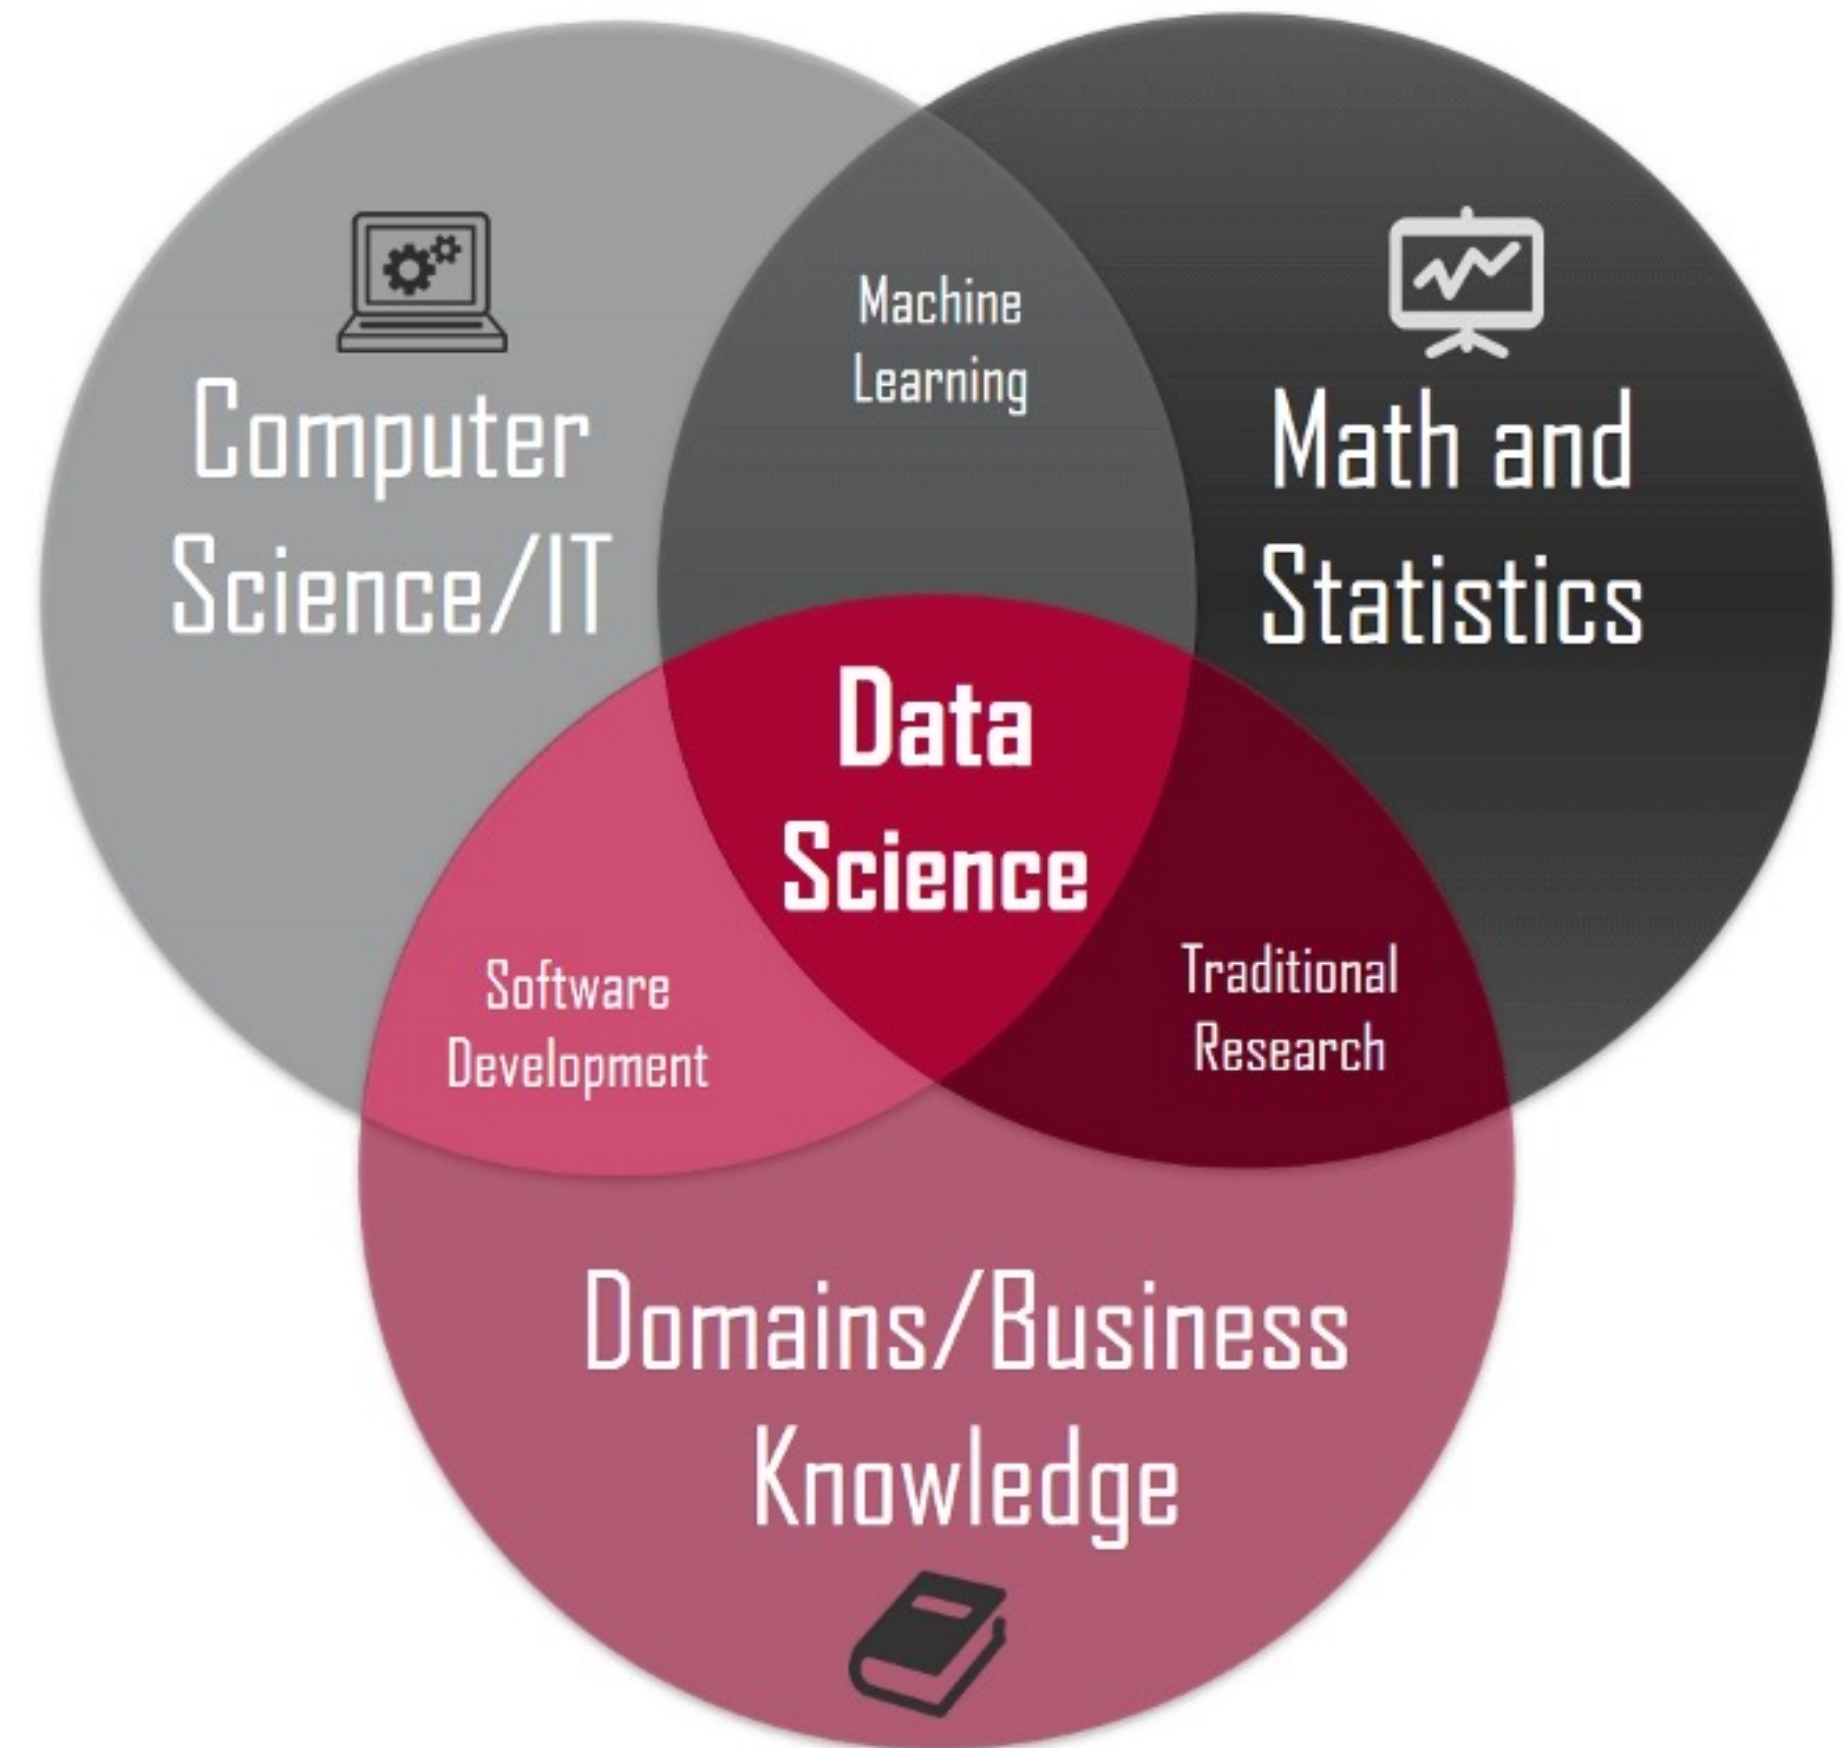 Machine
Learning
Computer
Science/IT
Math and
Statistics
Data
Science
Software
Development
Traditional
Research
Domains/Business
Knowledge